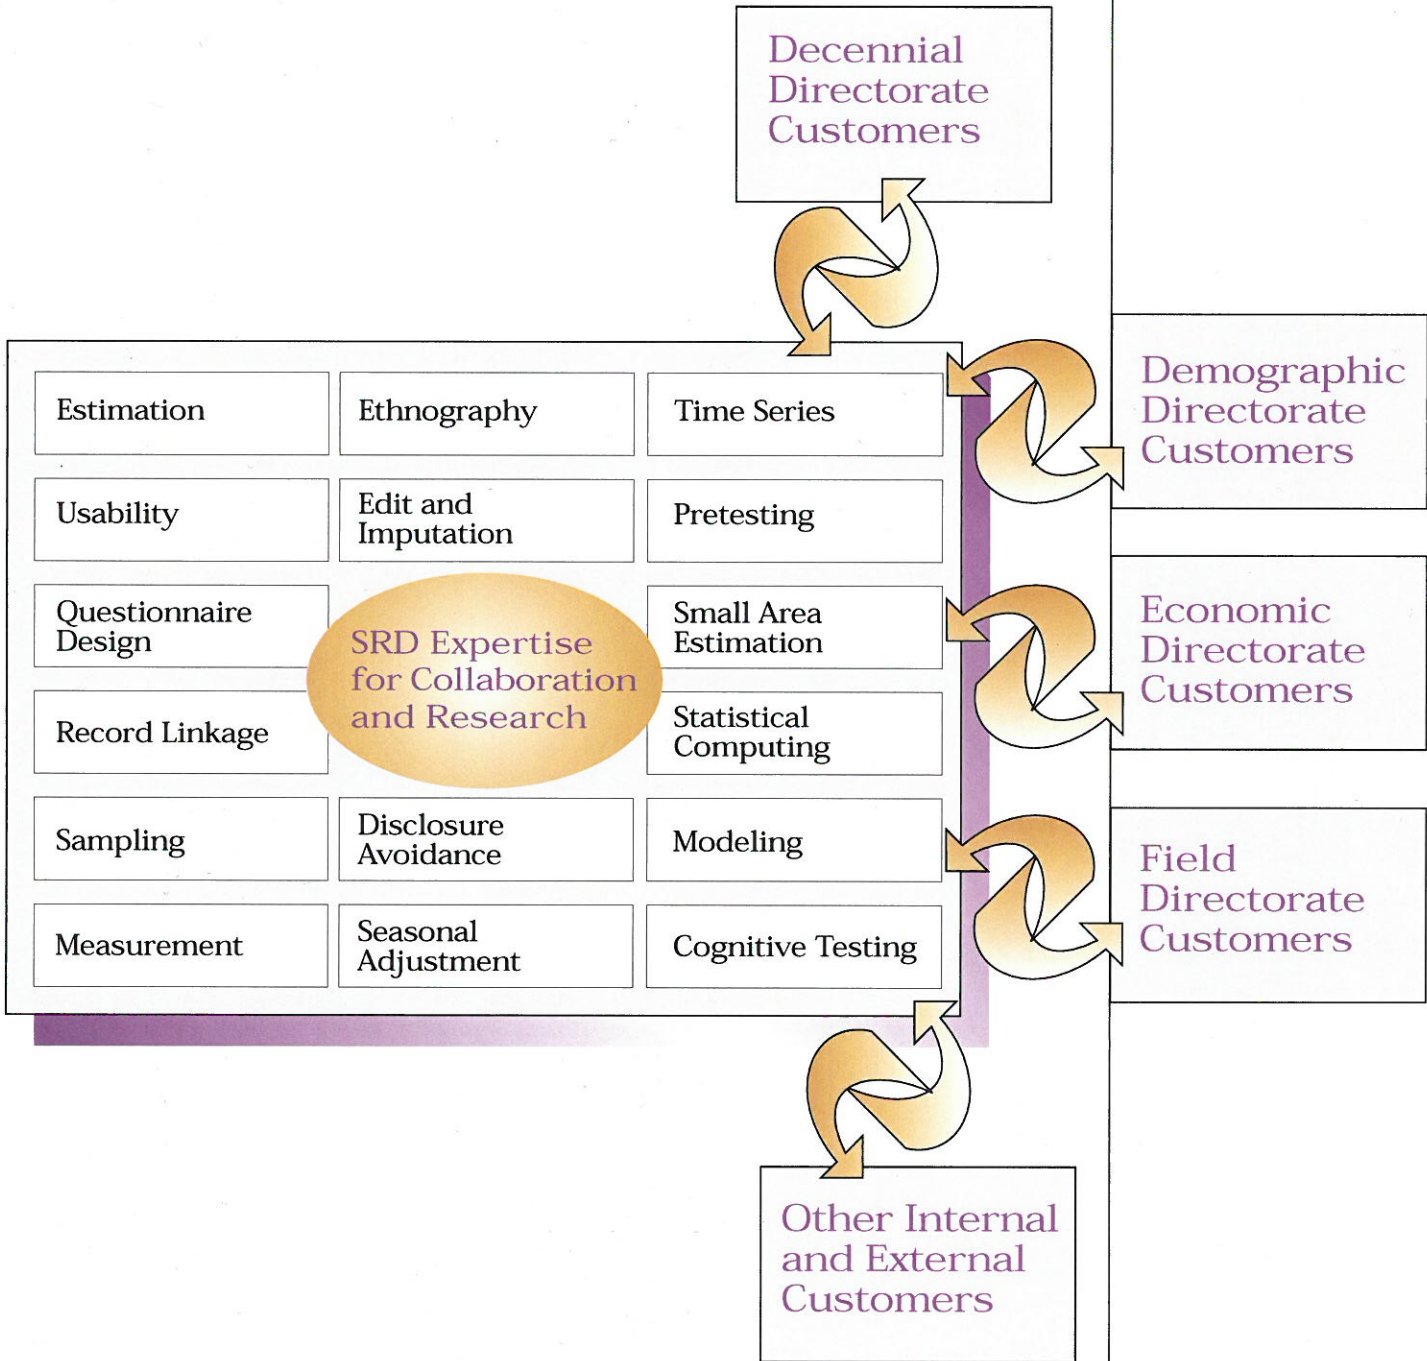 Decennial
Directorate
Customers
Demographic
Directorate
Customers
Estimation
Ethnography
Time Series
Usability
Edit and
Imputation
Pretesting
Questionnaire
Design
SRD Expertise
for Collaboration
and Research
Small Area
Estimation
Economic
Directorate
Customers
Record Linkage
Statistical
Computing
Sampling
Disclosure
Avoidance
Modeling
Field
Directorate
Customers
Measurement
Seasonal
Adjustment
Cognitive Testing
Other Internal
and External
Customers